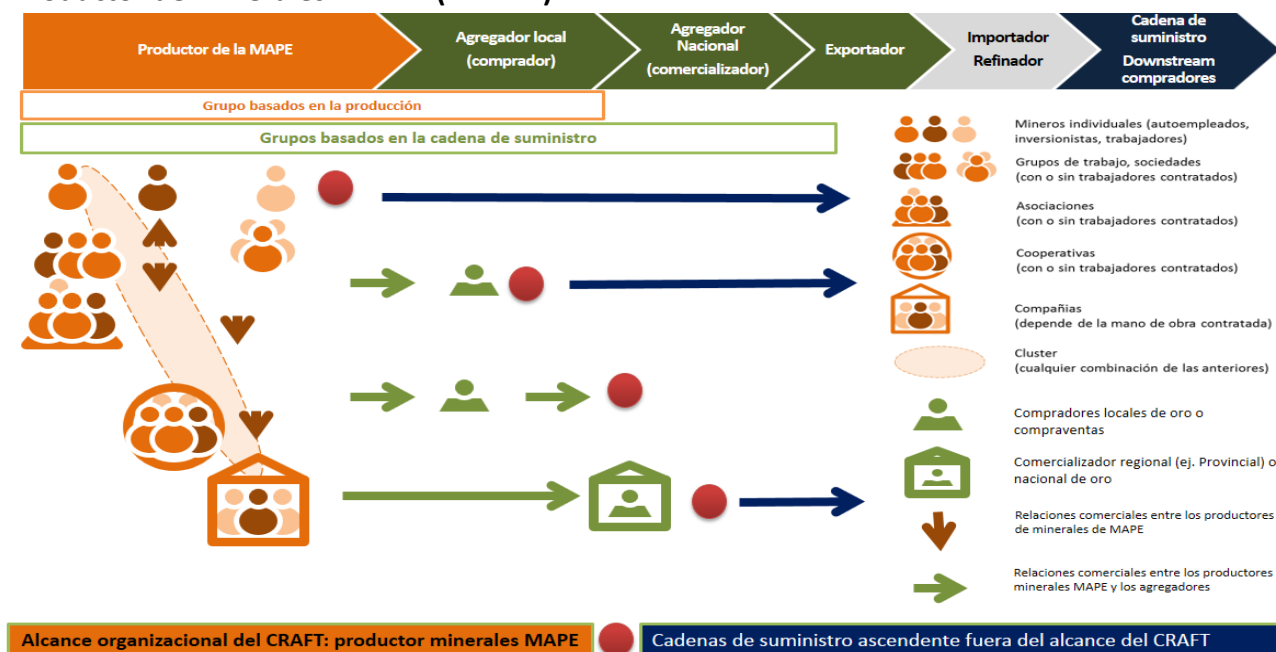 Productor de la MAPE
Agregador local
(comprador)
Agregador
Nacional
(comercializador)
Exportador
Importador
Refinador
Cadena de
suministro
Downstream
compradores
Grupo basados en la producción
Grupos basados en la cadena de suministro
Mineros individuales (autoempleados,
inversionistas, trabajadores)
Grupos de trabajo, sociedades
(con o sin trabajadores contratados)
Asociaciones
(con o sin trabajadores contratados)
Cooperativas
(con o sin trabajadores contratados)
Compañias
(depende de la mano de obra contratada)
Cluster
(cualquier combinación de las anteriores)
Compradores locales de oro o
compraventas
Comercializador regional (ej. Provincial) o
nacional de oro
Relaciones comerciales entre los productores
de minerales de MAPE
Relaciones comerciales entre los productores
minerales MAPE y los agregadores
Alcance organizacional del CRAFT: productor minerales MAPE
Cadenas de suministro ascendente fuera del alcance del CRAFT